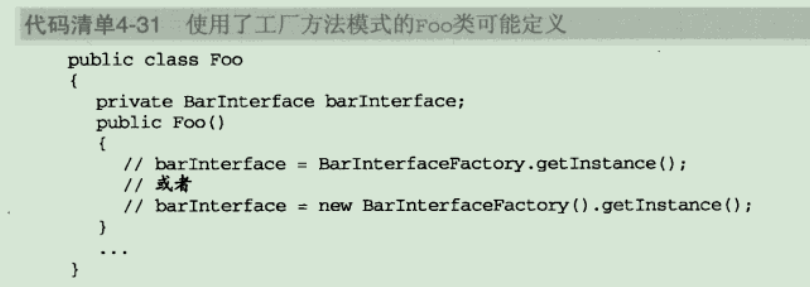 代码清单4-31 使用了工厂方法模式的Foo类可能定义
public class Foo
{
private BarInterface barInterface;
public Foo()
{
// barInterface = BarInterfaceFactory.getInstance();
// 或者
// barInterface = new BarInterfaceFactory().getInstance();
}
...
}